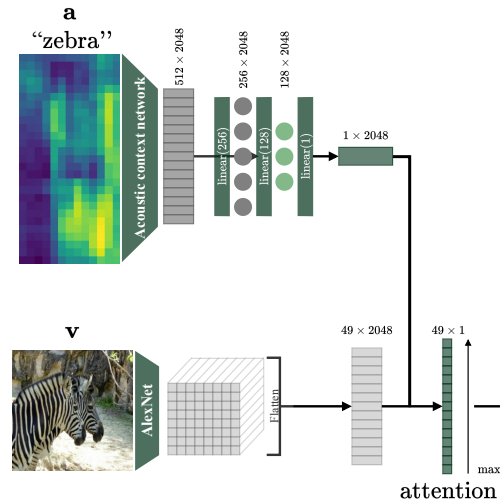 a
“zebra”
Acoustic context network
512 × 2048
linear(256)
256 × 2048
linear(128)
128 × 2048
linear(1)
1 × 2048
v
AlexNet
Flatten
49 × 2048
49 × 1
max
attention